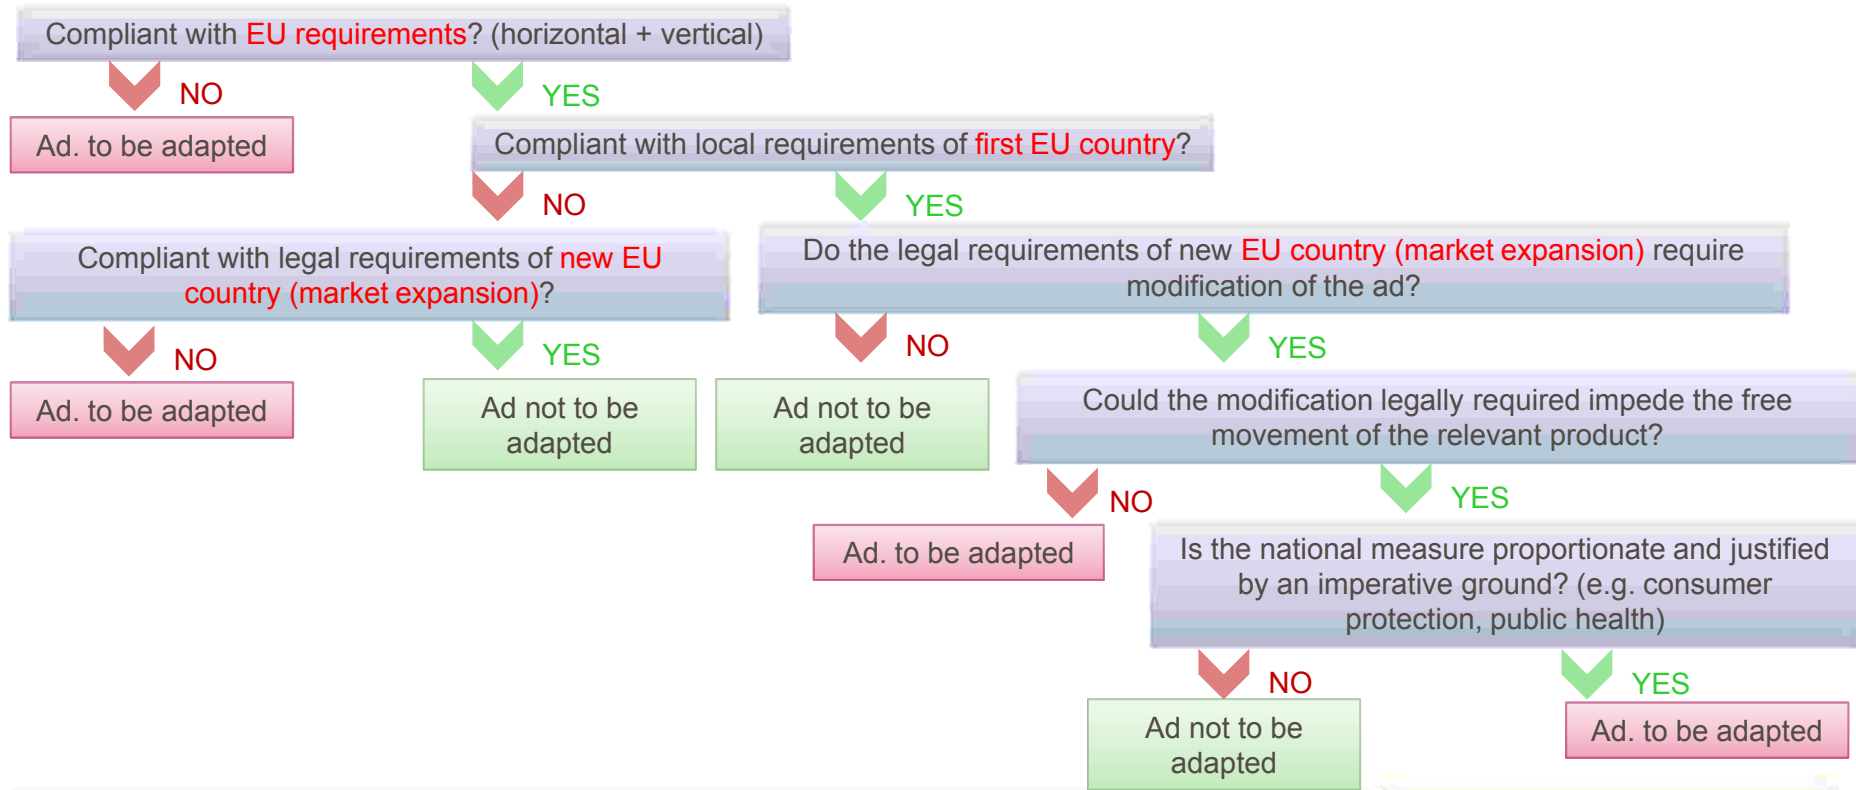 Compliant with EU requirements? (horizontal + vertical)
NO
YES
Ad. to be adapted
Compliant with local requirements of first EU country?
NO
YES
Compliant with legal requirements of new EU
country (market expansion)?
Do the legal requirements of new EU country (market expansion) require
modification of the ad?
NO
YES
NO
YES
Ad. to be adapted
Ad not to be
adapted
Ad not to be
adapted
Could the modification legally required impede the free
movement of the relevant product?
NO
YES
Ad. to be adapted
Is the national measure proportionate and justified
by an imperative ground? (e.g. consumer
protection, public health)
NO
YES
Ad not to be
adapted
Ad. to be adapted